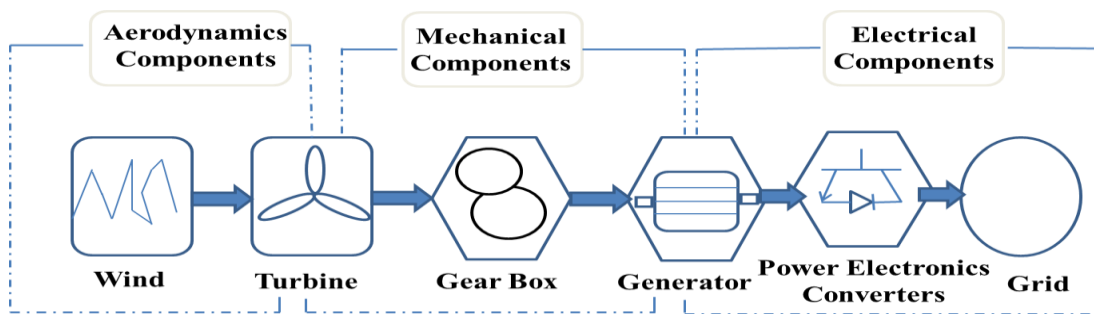 Aerodynamics
Components
Mechanical
Components
Electrical
Components
Wind
Turbine
Gear Box
Generator
Power Electronics
Converters
Grid